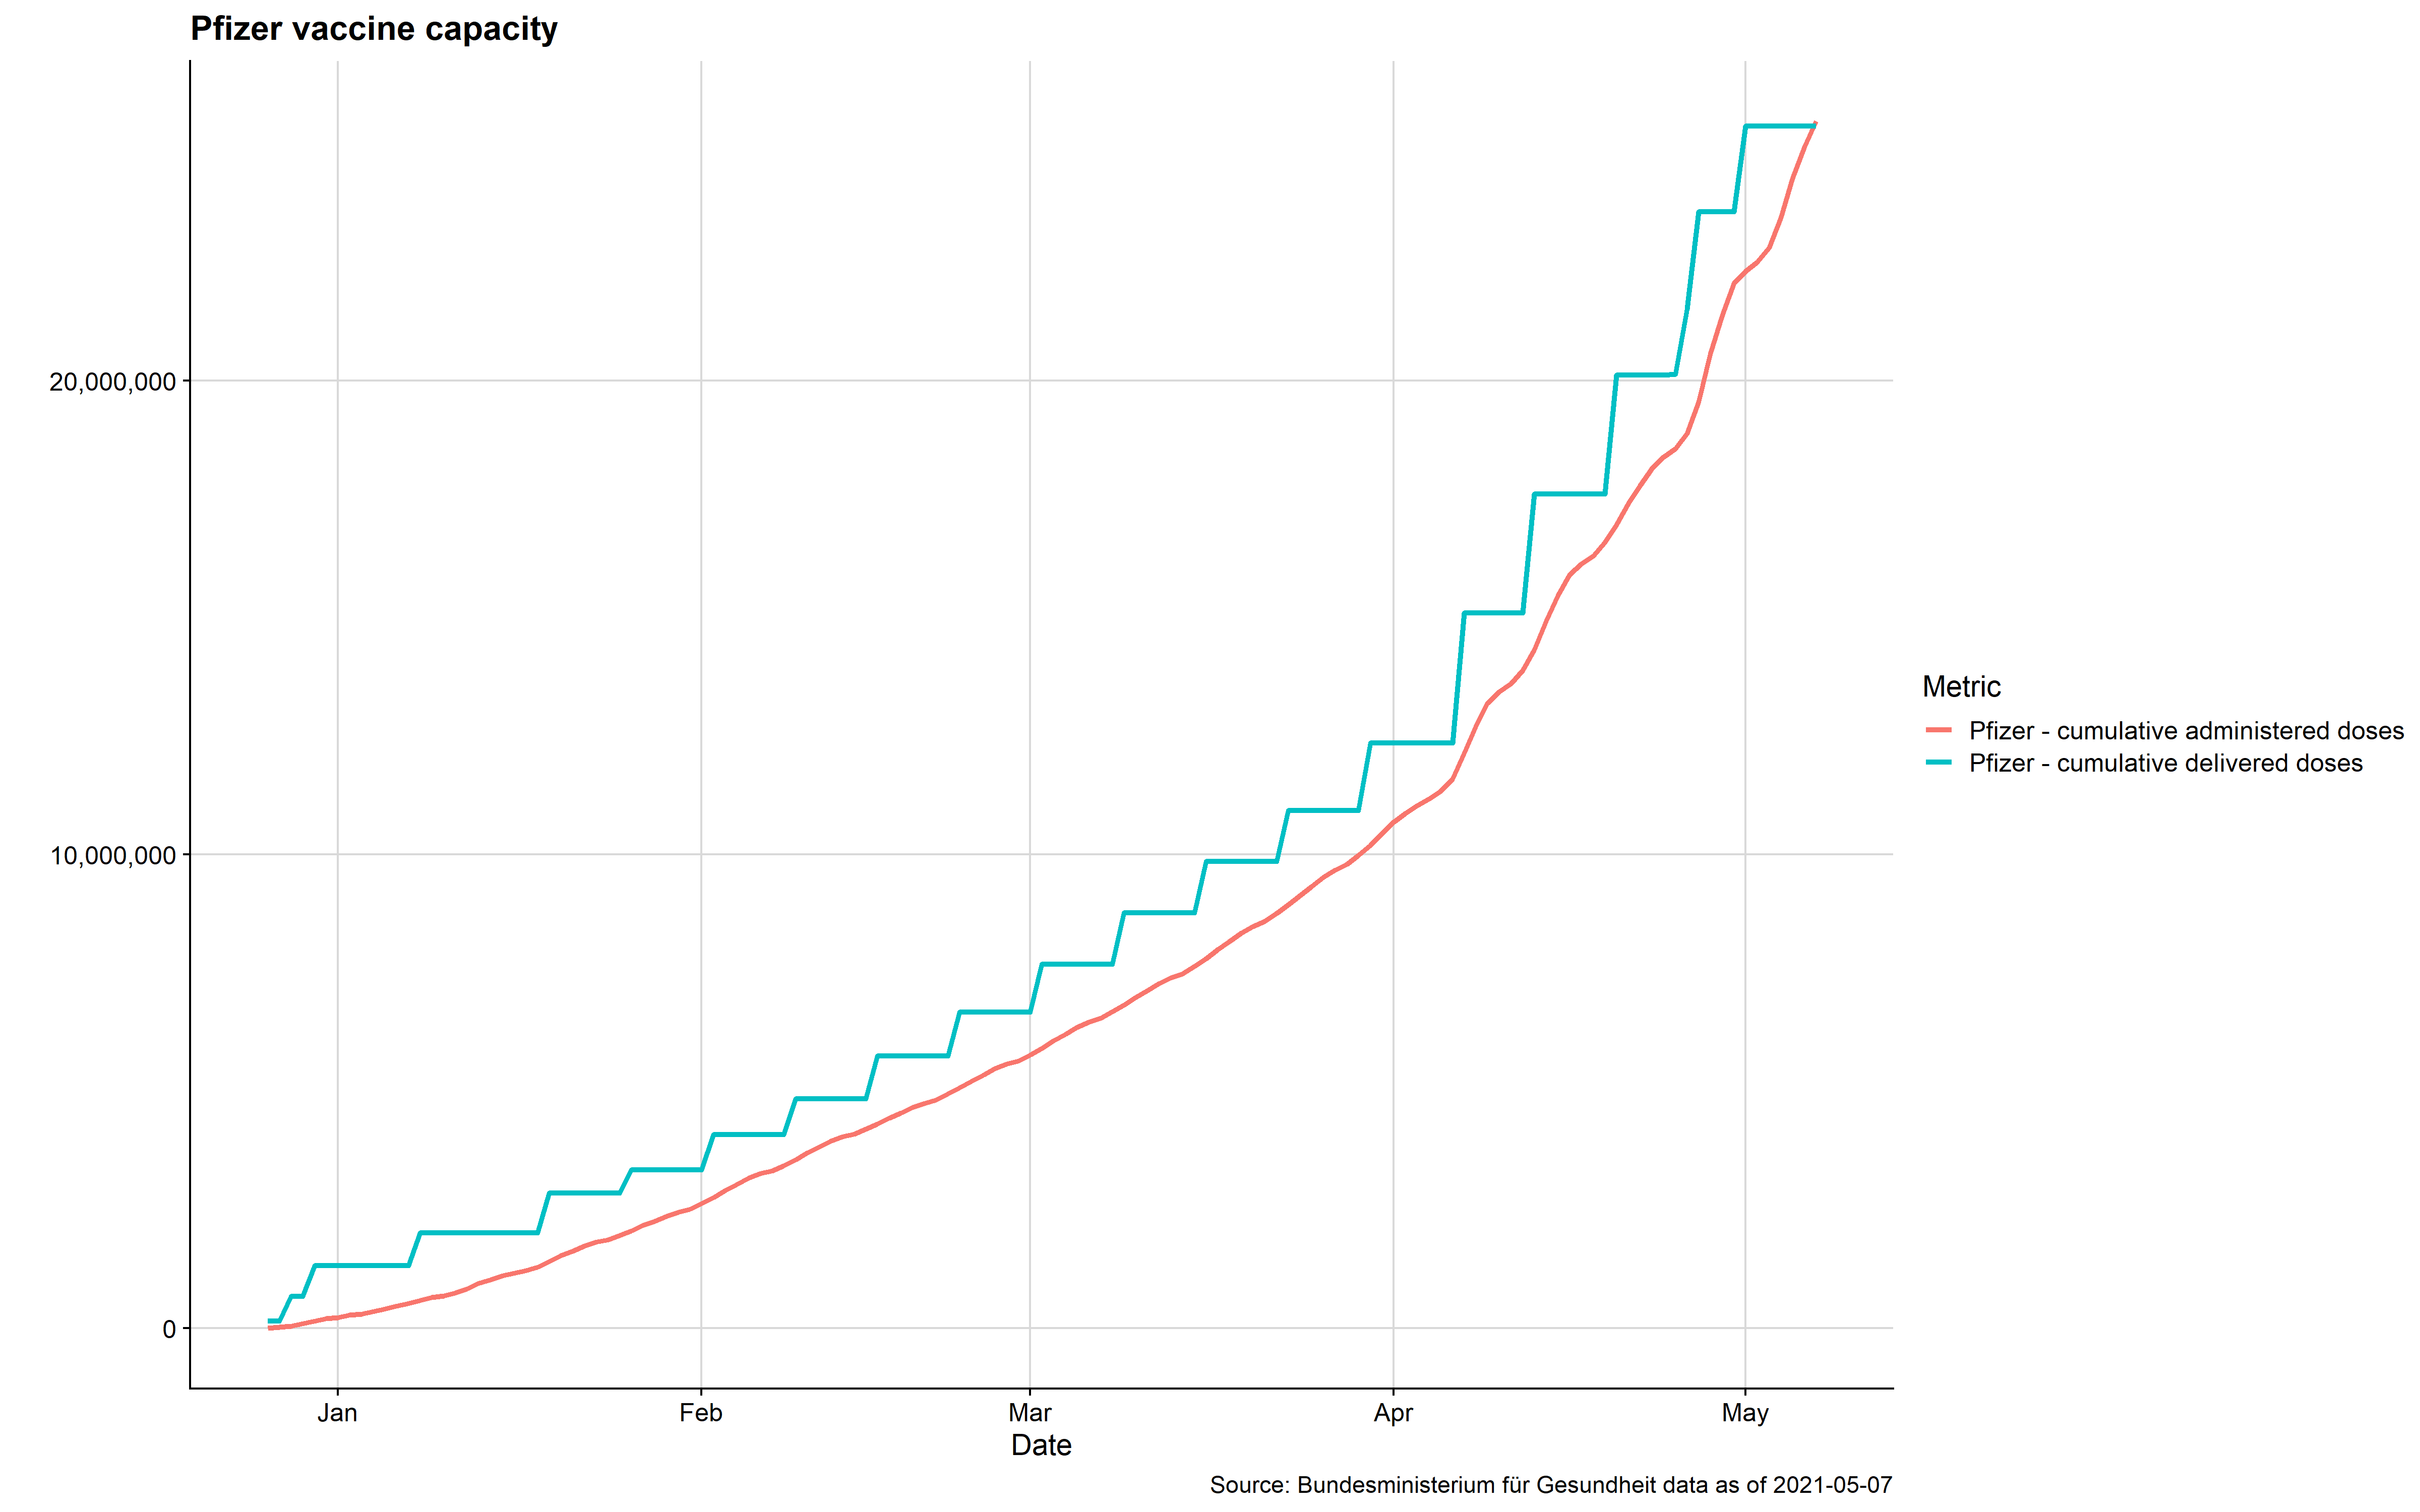 Pfizer vaccine capacity
20,000,000
10,000,000
0
Jan Feb Mar Apr May
Date
Metric
Pfizer - cumulative administered doses
Pfizer - cumulative delivered doses
Source: Bundesministerium für Gesundheit data as of 2021-05-07